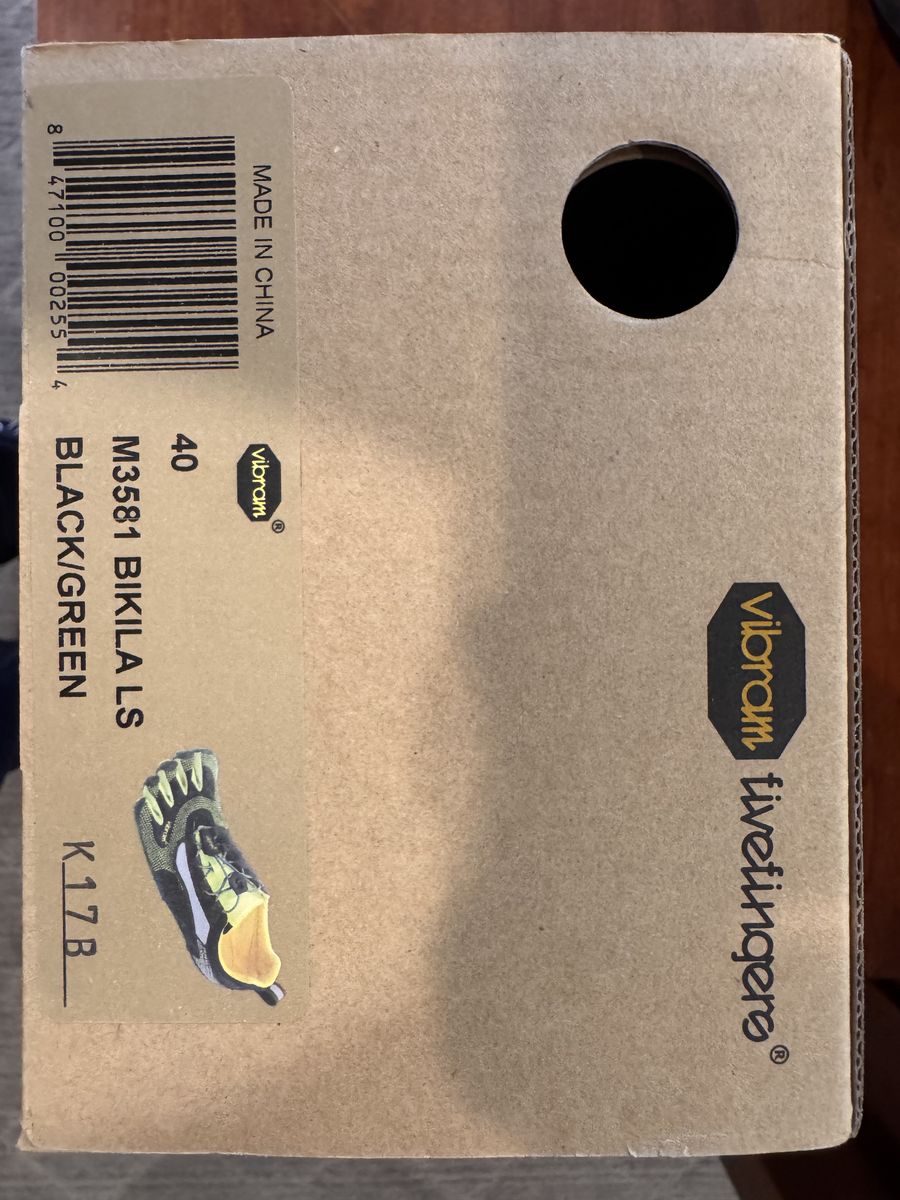 vibram fivefingers®
MADE IN CHINA
8 47100 00255 4
vibram®
40
M3581 BIKILA LS
BLACK/GREEN
K17B